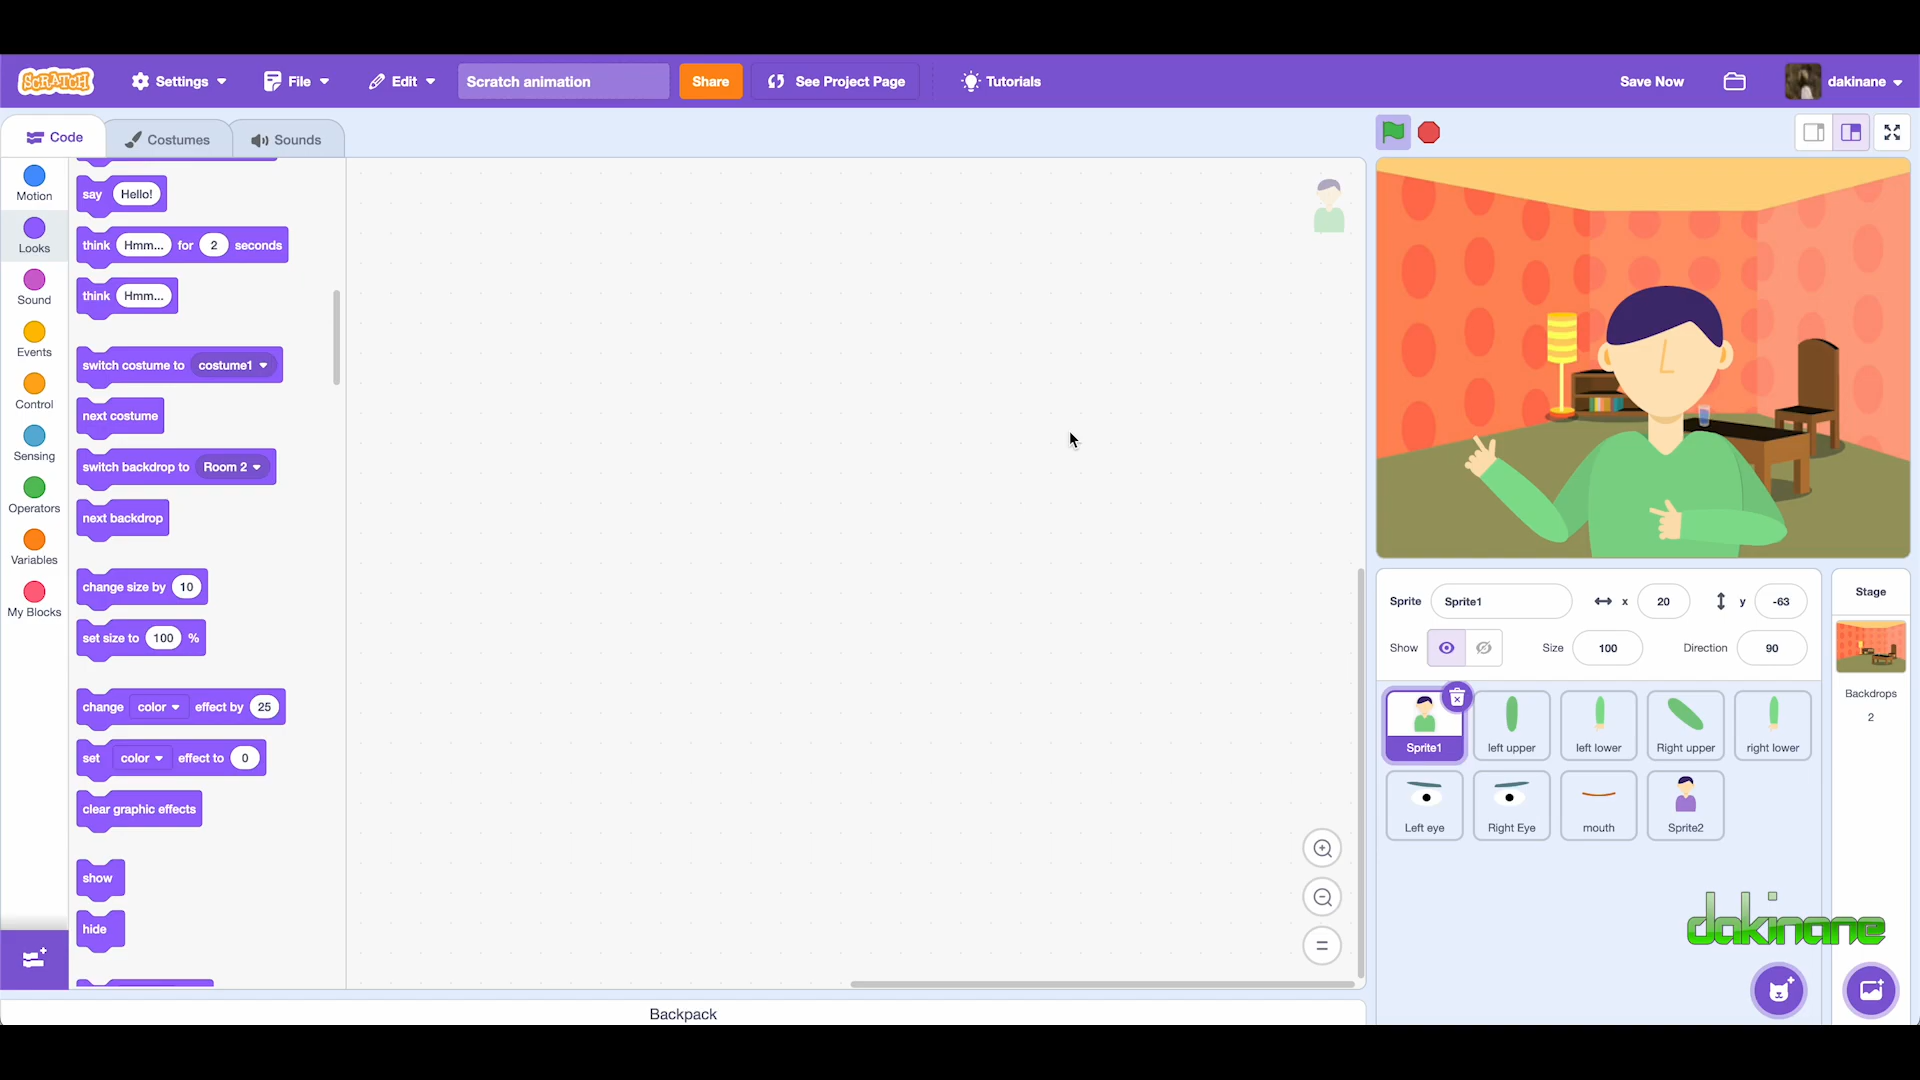 SCRATCH Settings File Edit Scratch animation Share See Project Page Tutorials Save Now dakinane
Code Costumes Sounds
Motion
Looks
Sound
Events
Control
Sensing
Operators
Variables
My Blocks
say Hello!
think Hmm... for 2 seconds
think Hmm...
switch costume to costume1
next costume
switch backdrop to Room 2
next backdrop
change size by 10
set size to 100 %
change color effect by 25
set color effect to 0
clear graphic effects
show
hide
Backpack
Sprite Sprite1 x 20 y -63
Show Size 100 Direction 90
Sprite1 left upper left lower Right upper right lower
Left eye Right Eye mouth Sprite2
Stage
Backdrops
2
dakinane